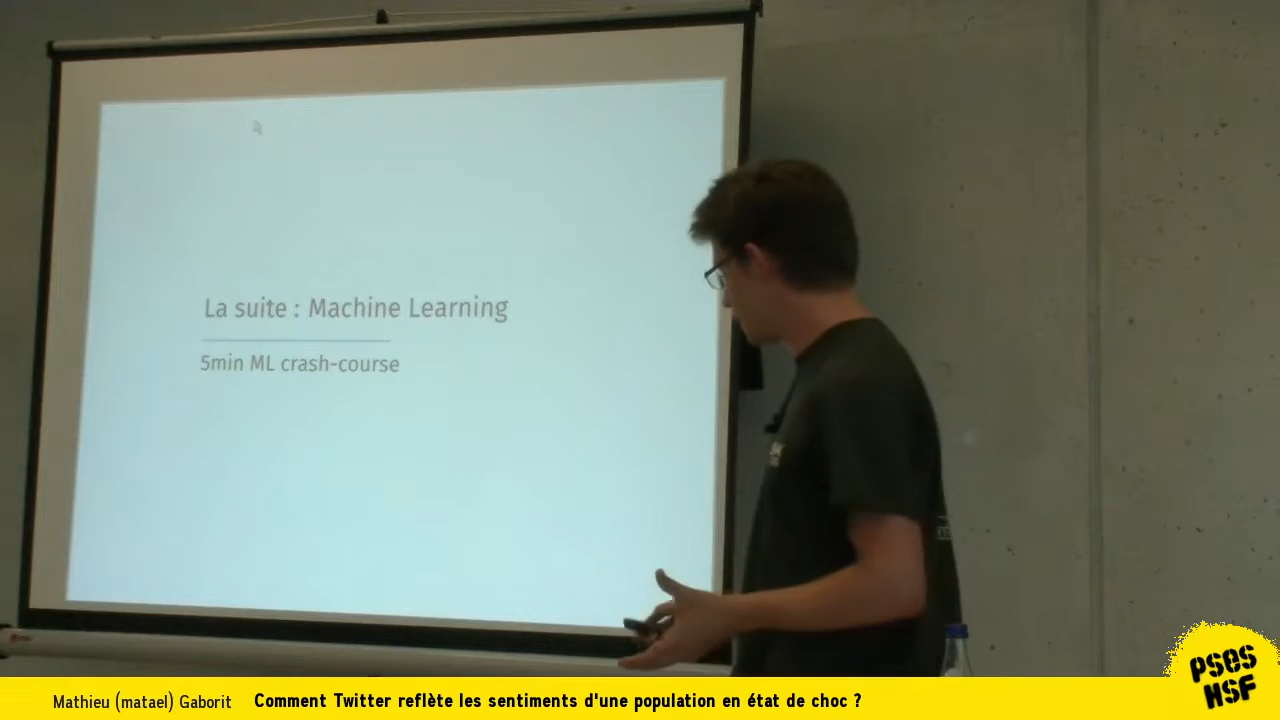 La suite : Machine Learning
5min ML crash-course
Mathieu (matael) Gaborit Comment Twitter reflète les sentiments d'une population en état de choc ?
PSES
HSF